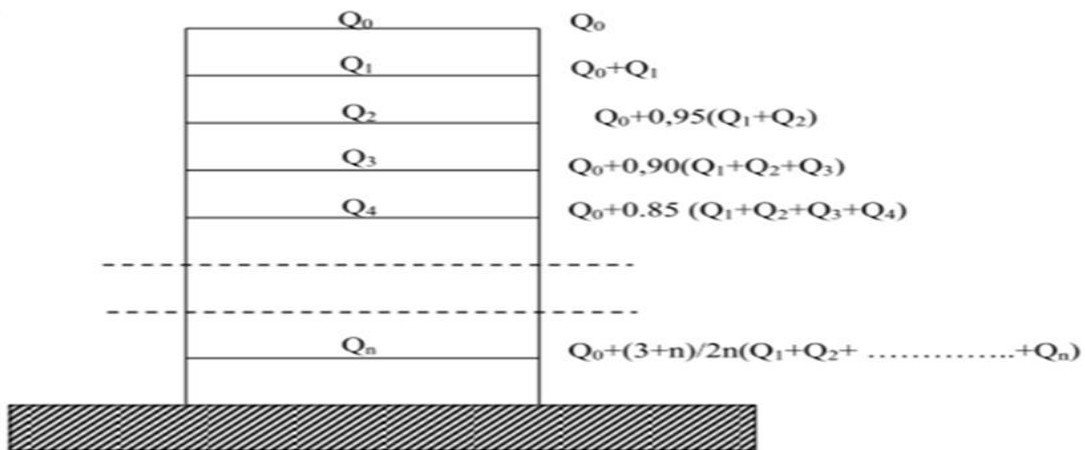 Q₀ Q₀
Q₁ Q₀+Q₁
Q₂ Q₀+0,95(Q₁+Q₂)
Q₃ Q₀+0,90(Q₁+Q₂+Q₃)
Q₄ Q₀+0.85 (Q₁+Q₂+Q₃+Q₄)
Qₙ Q₀+(3+n)/2n(Q₁+Q₂+ ..............+Qₙ)